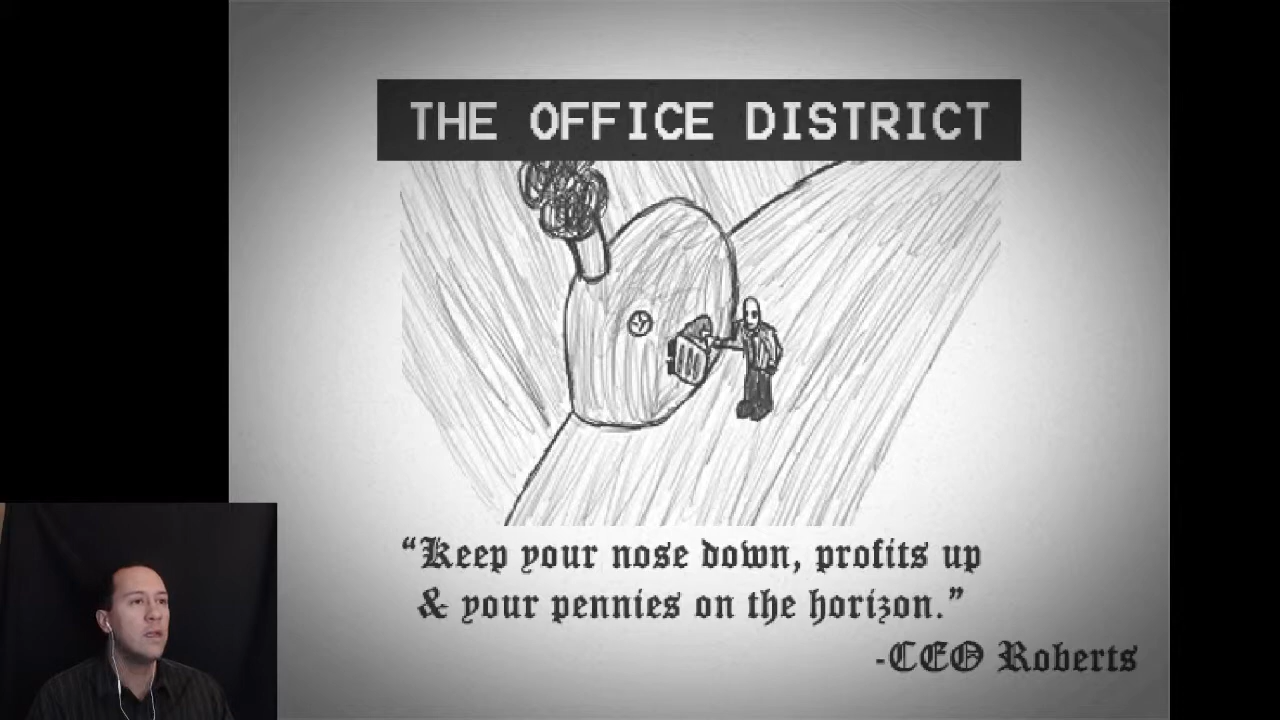 THE OFFICE DISTRICT
“Keep your nose down, profits up
& your pennies on the horizon.”
-CEO Roberts